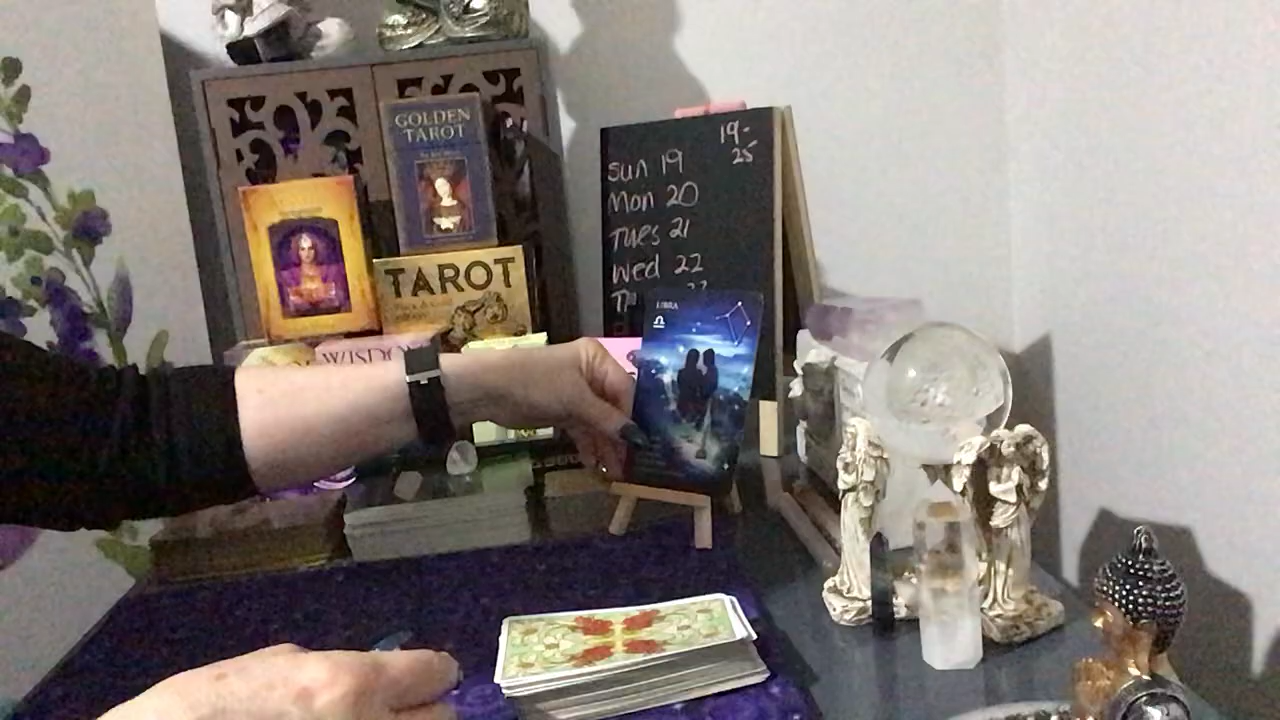 GOLDEN
TAROT
TAROT
WISDOM
19-
25
Sun 19
Mon 20
Tues 21
Wed 22
LIBRA